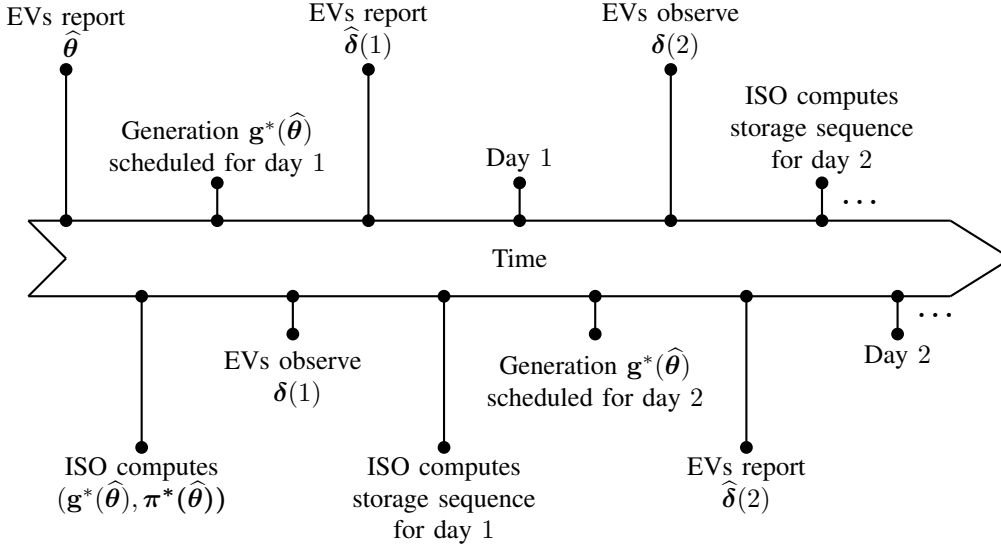 EVs report
𝜽̂
EVs report
𝜹̂(1)
EVs observe
𝜹(2)
Generation 𝐠*(𝜽̂)
scheduled for day 1
Day 1
ISO computes
storage sequence
for day 2
...
Time
...
EVs observe
𝜹(1)
Generation 𝐠*(𝜽̂)
scheduled for day 2
Day 2
ISO computes
(𝐠*(𝜽̂), 𝝅*(𝜽̂))
ISO computes
storage sequence
for day 1
EVs report
𝜹̂(2)